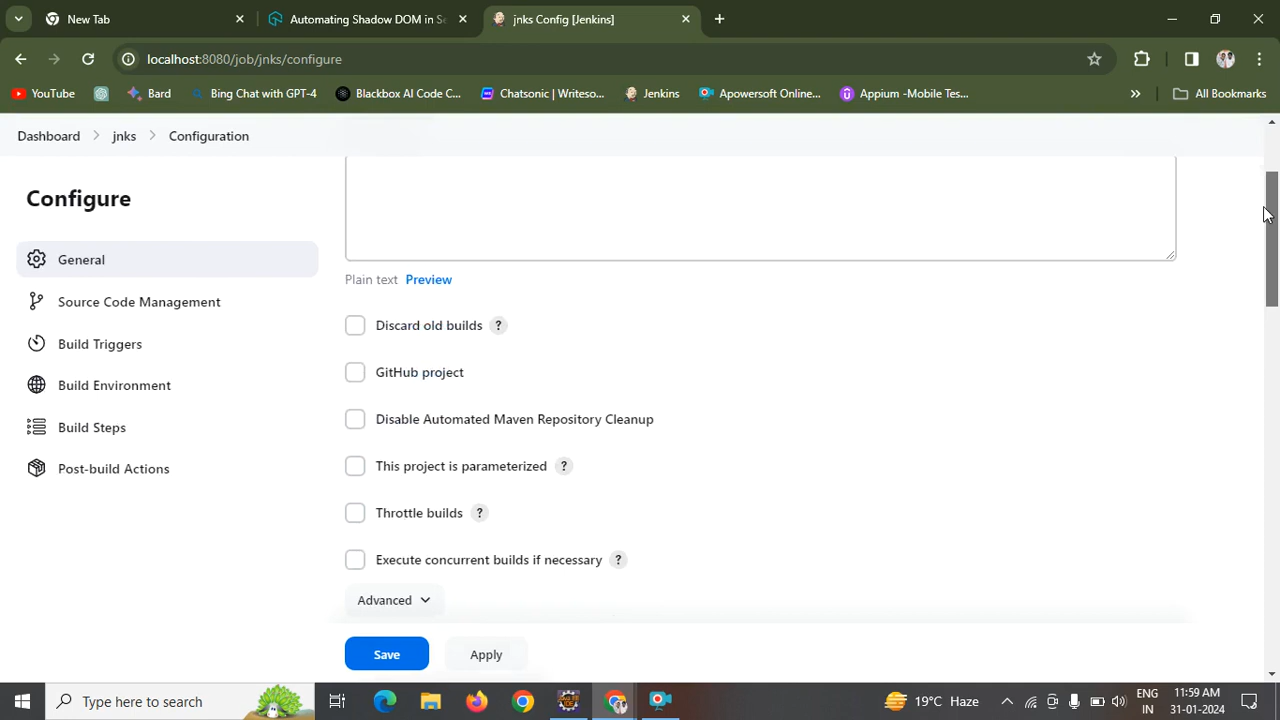 New Tab
Automating Shadow DOM in Se
jnks Config [Jenkins]
localhost:8080/job/jnks/configure
YouTube
Bard
Bing Chat with GPT-4
Blackbox AI Code C...
Chatsonic | Writeso...
Jenkins
Apowersoft Online...
Appium -Mobile Tes...
All Bookmarks
Dashboard
jnks
Configuration
Configure
General
Source Code Management
Build Triggers
Build Environment
Build Steps
Post-build Actions
Plain text Preview
Discard old builds ?
GitHub project
Disable Automated Maven Repository Cleanup
This project is parameterized ?
Throttle builds ?
Execute concurrent builds if necessary ?
Advanced
Save
Apply
Type here to search
19°C Haze
ENG
IN
11:59 AM
31-01-2024